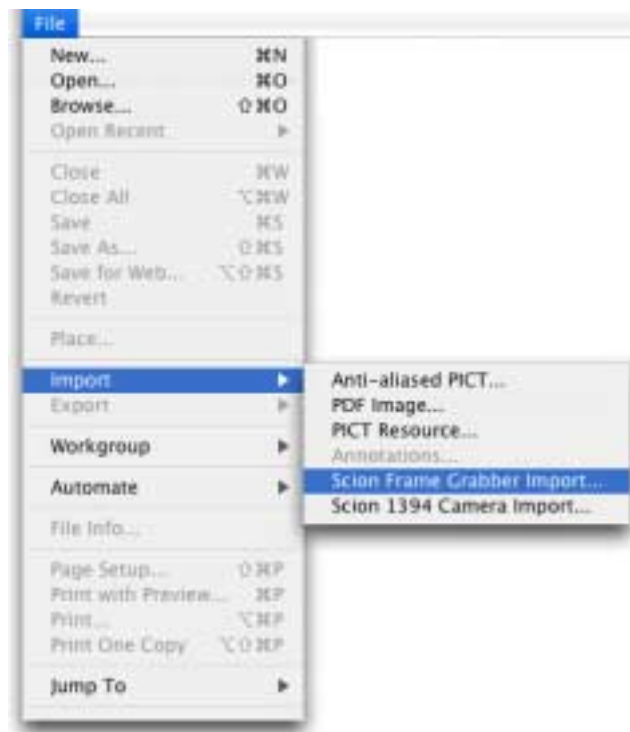 File
New... ⌘N
Open... ⌘O
Browse... ⇧⌘O
Open Recent ▶
Close ⌘W
Close All ⌥⌘W
Save ⌘S
Save As... ⇧⌘S
Save for Web... ⌥⇧⌘S
Revert
Place...
Import ▶
Export ▶
Workgroup ▶
Automate ▶
File Info...
Page Setup... ⇧⌘P
Print with Preview... ⌘P
Print... ⌥⌘P
Print One Copy ⌥⇧⌘P
Jump To ▶
Anti-aliased PICT...
PDF Image...
PICT Resource...
Annotations...
Scion Frame Grabber Import...
Scion 1394 Camera Import...